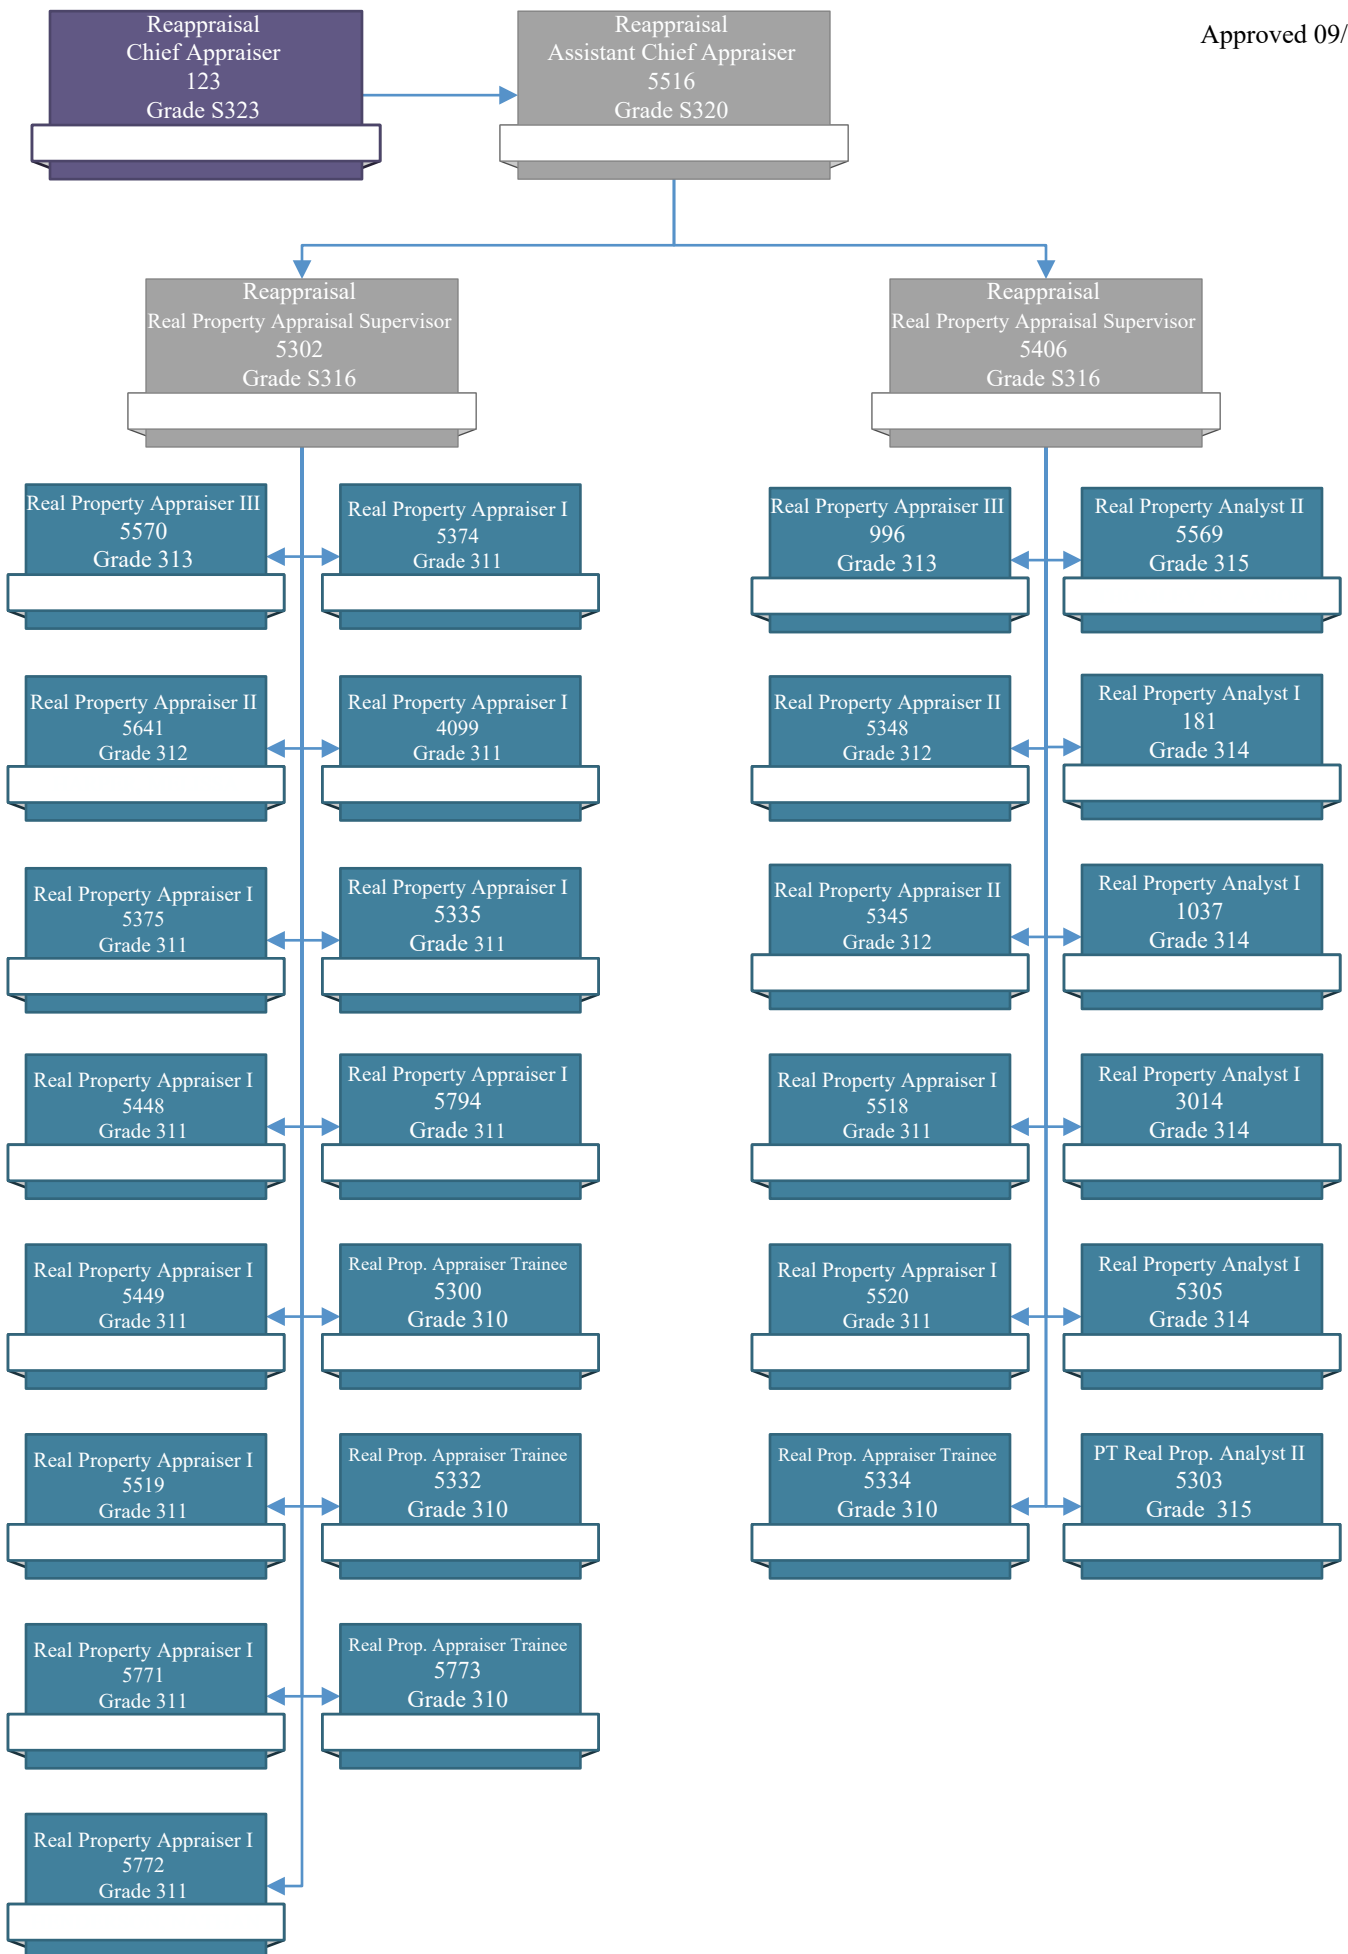 Reappraisal
Chief Appraiser
123
Grade S323
Reappraisal
Assistant Chief Appraiser
5516
Grade S320
Approved 09/
Reappraisal
Real Property Appraisal Supervisor
5302
Grade S316
Reappraisal
Real Property Appraisal Supervisor
5406
Grade S316
Real Property Appraiser III
5570
Grade 313
Real Property Appraiser I
5374
Grade 311
Real Property Appraiser III
996
Grade 313
Real Property Analyst II
5569
Grade 315
Real Property Appraiser II
5641
Grade 312
Real Property Appraiser I
4099
Grade 311
Real Property Appraiser II
5348
Grade 312
Real Property Analyst I
181
Grade 314
Real Property Appraiser I
5375
Grade 311
Real Property Appraiser I
5335
Grade 311
Real Property Appraiser II
5345
Grade 312
Real Property Analyst I
1037
Grade 314
Real Property Appraiser I
5448
Grade 311
Real Property Appraiser I
5794
Grade 311
Real Property Appraiser I
5518
Grade 311
Real Property Analyst I
3014
Grade 314
Real Property Appraiser I
5449
Grade 311
Real Prop. Appraiser Trainee
5300
Grade 310
Real Property Appraiser I
5520
Grade 311
Real Property Analyst I
5305
Grade 314
Real Property Appraiser I
5519
Grade 311
Real Prop. Appraiser Trainee
5332
Grade 310
Real Prop. Appraiser Trainee
5334
Grade 310
PT Real Prop. Analyst II
5303
Grade 315
Real Property Appraiser I
5771
Grade 311
Real Prop. Appraiser Trainee
5773
Grade 310
Real Property Appraiser I
5772
Grade 311